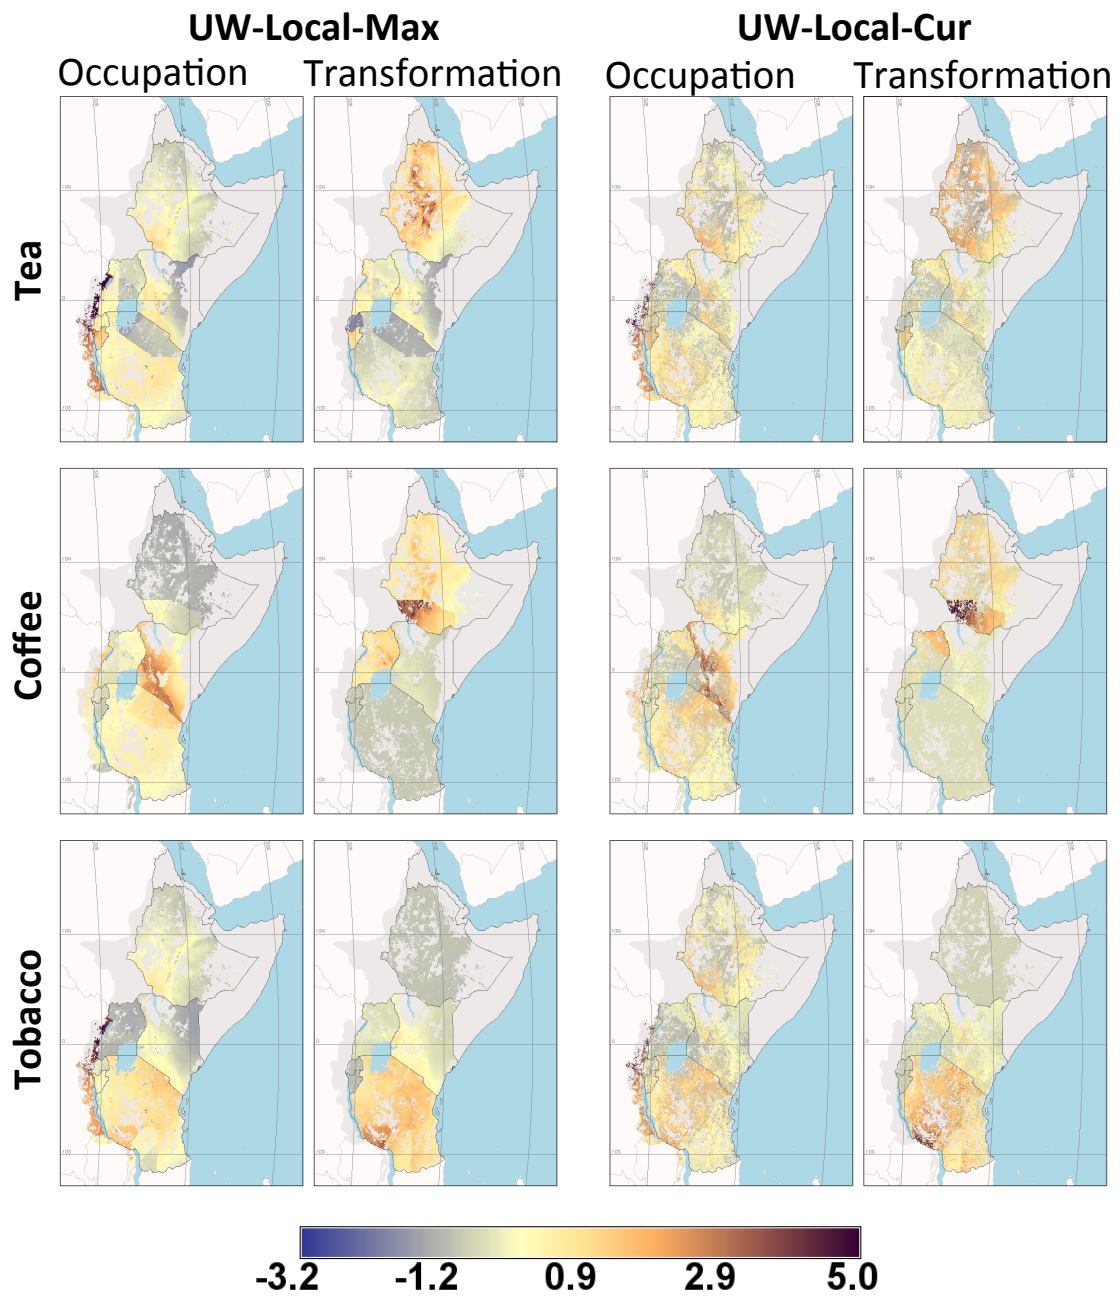 UW-Local-Max UW-Local-Cur
Occupation Transformation Occupation Transformation
Tea
Coffee
Tobacco
-3.2 -1.2 0.9 2.9 5.0